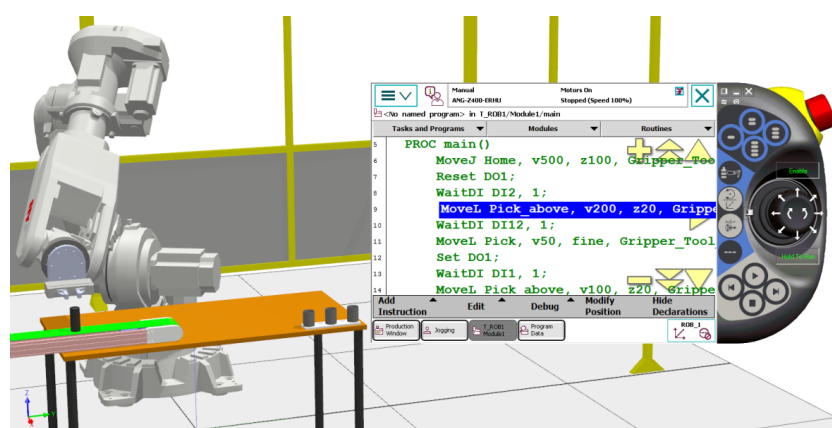 Manual
ANG-Z400-ERHU
Motors On
Stopped (Speed 100%)
<No named program> in T_ROB1/Module1/main
Tasks and Programs Modules Routines
5 PROC main()
6 MoveJ Home, v500, z100, Gripper_Too
7 Reset DO1;
8 WaitDI DI2, 1;
9 MoveL Pick_above, v200, z20, Grippe
10 WaitDI DI12, 1;
11 MoveL Pick, v50, fine, Gripper_Tool
12 Set DO1;
13 WaitDI DI1, 1;
14 MoveL Pick_above, v100, z20, Grippe
Add Instruction
Edit
Debug
Modify Position
Hide Declarations
Production Window
Jogging
T_ROB1 Module1
Program Data
ROB_1
Enable
Hold To Run
Z
Y
X